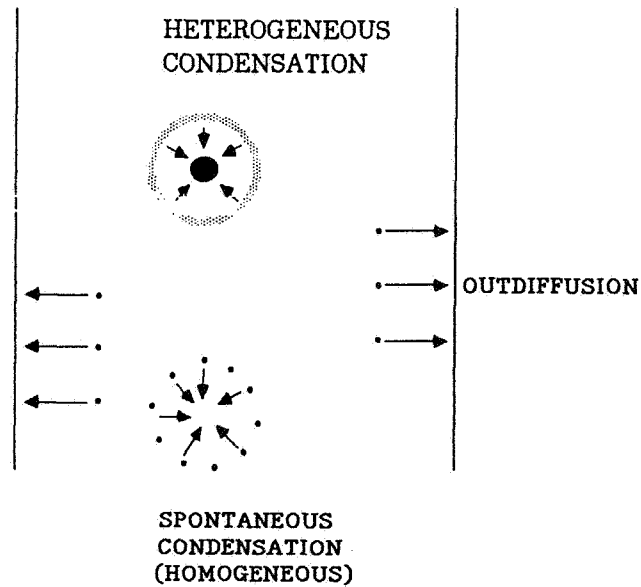 HETEROGENEOUS
CONDENSATION
OUTDIFFUSION
SPONTANEOUS
CONDENSATION
(HOMOGENEOUS)